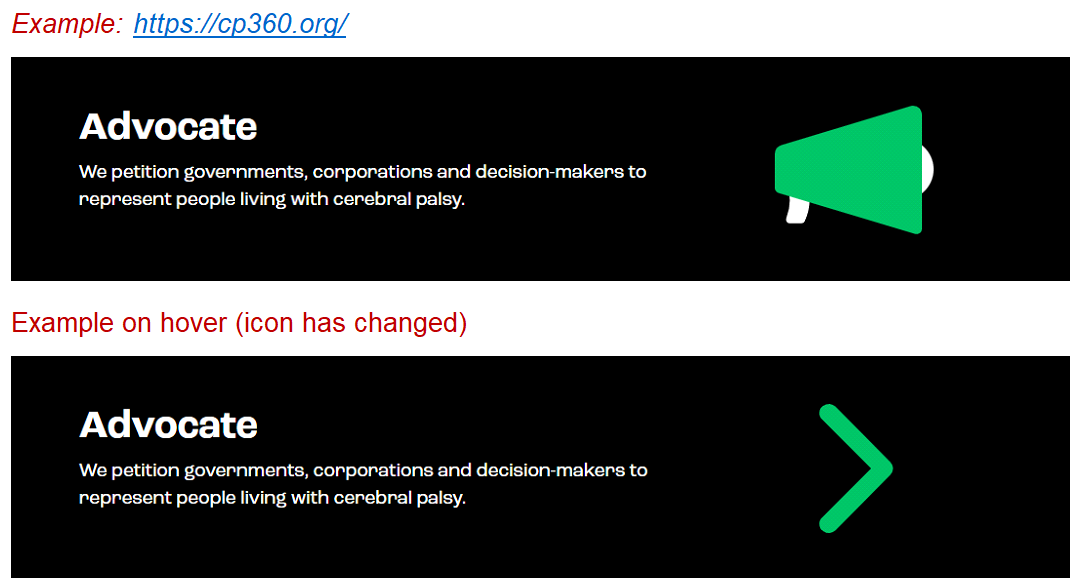 Example: https://cp360.org/
Advocate
We petition governments, corporations and decision-makers to
represent people living with cerebral palsy.
Example on hover (icon has changed)
Advocate
We petition governments, corporations and decision-makers to
represent people living with cerebral palsy.